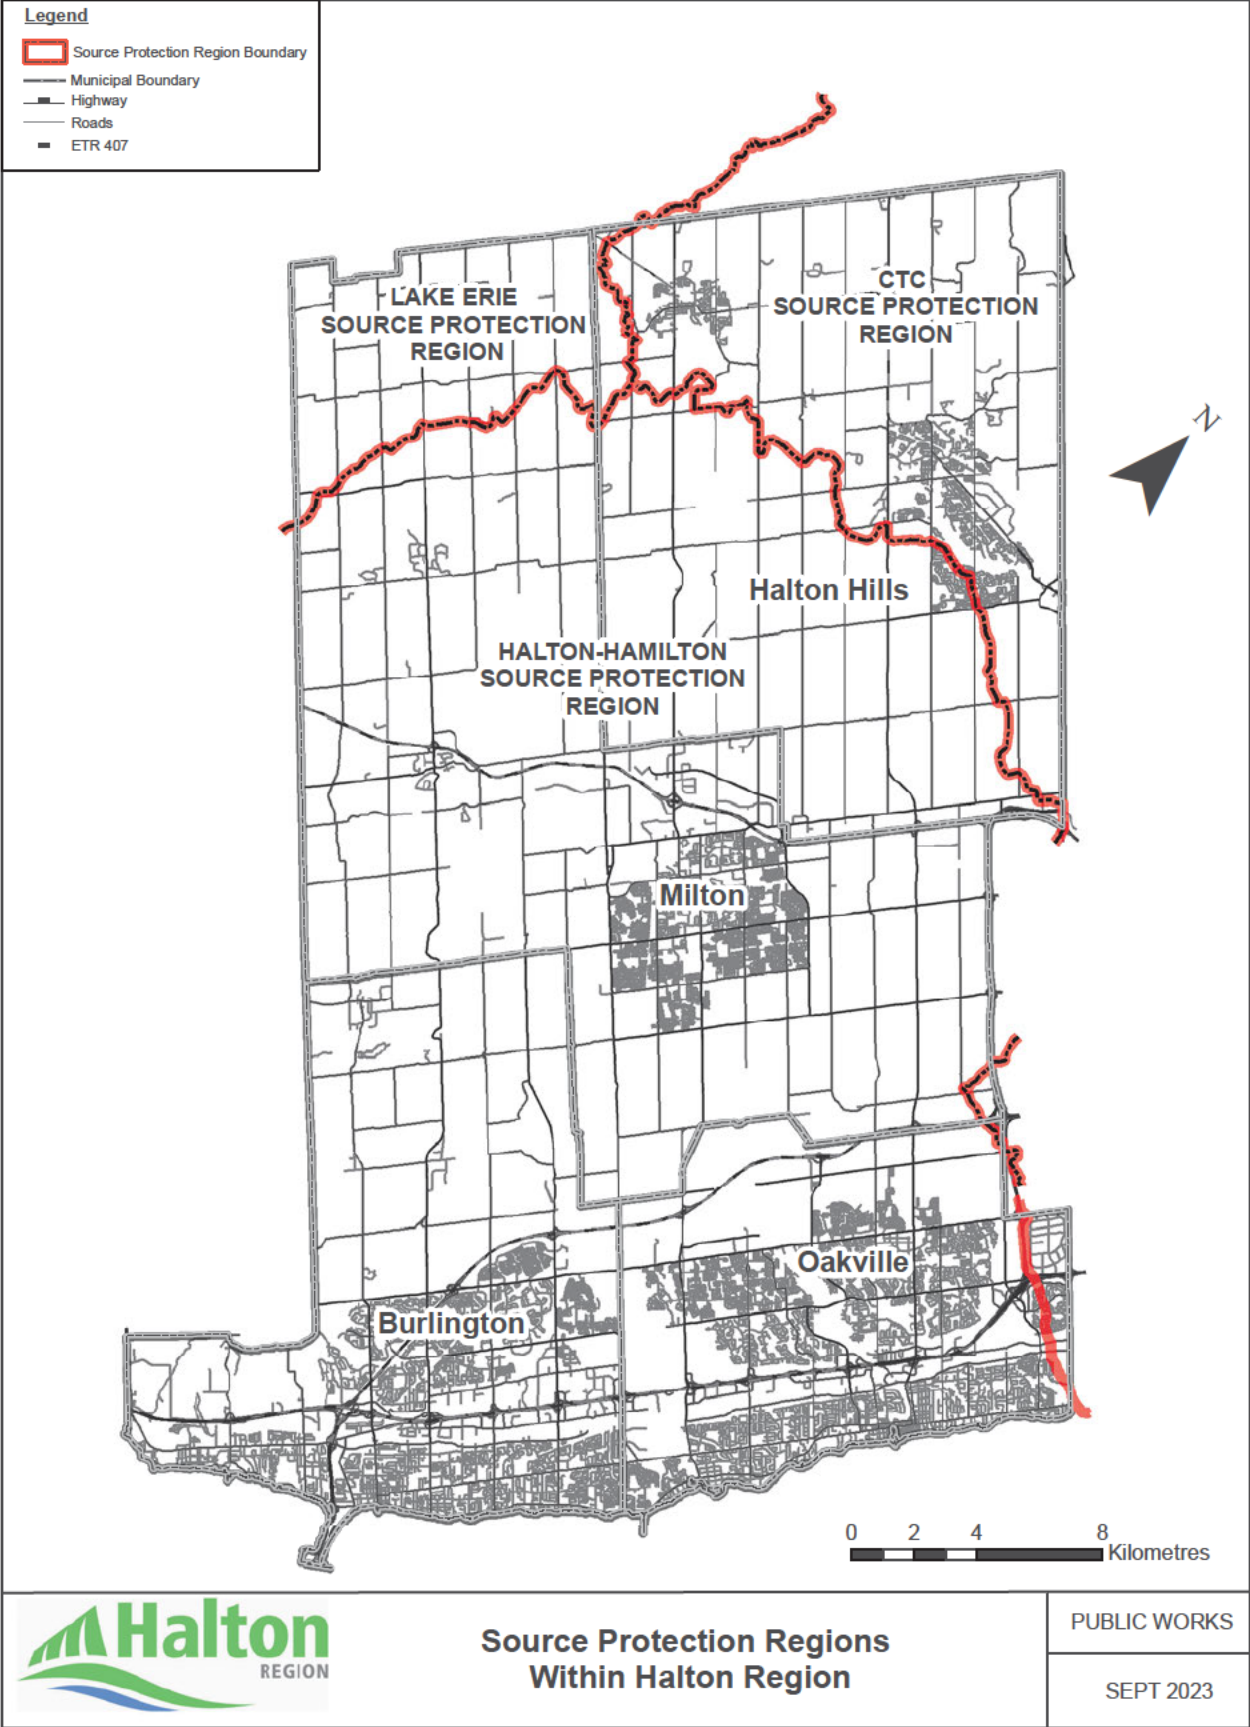 Legend
Source Protection Region Boundary
Municipal Boundary
Highway
Roads
ETR 407
LAKE ERIE
SOURCE PROTECTION
REGION
CTC
SOURCE PROTECTION
REGION
N
Halton Hills
HALTON-HAMILTON
SOURCE PROTECTION
REGION
Milton
Oakville
Burlington
0 2 4 8
Kilometres
Halton
REGION
Source Protection Regions
Within Halton Region
PUBLIC WORKS
SEPT 2023